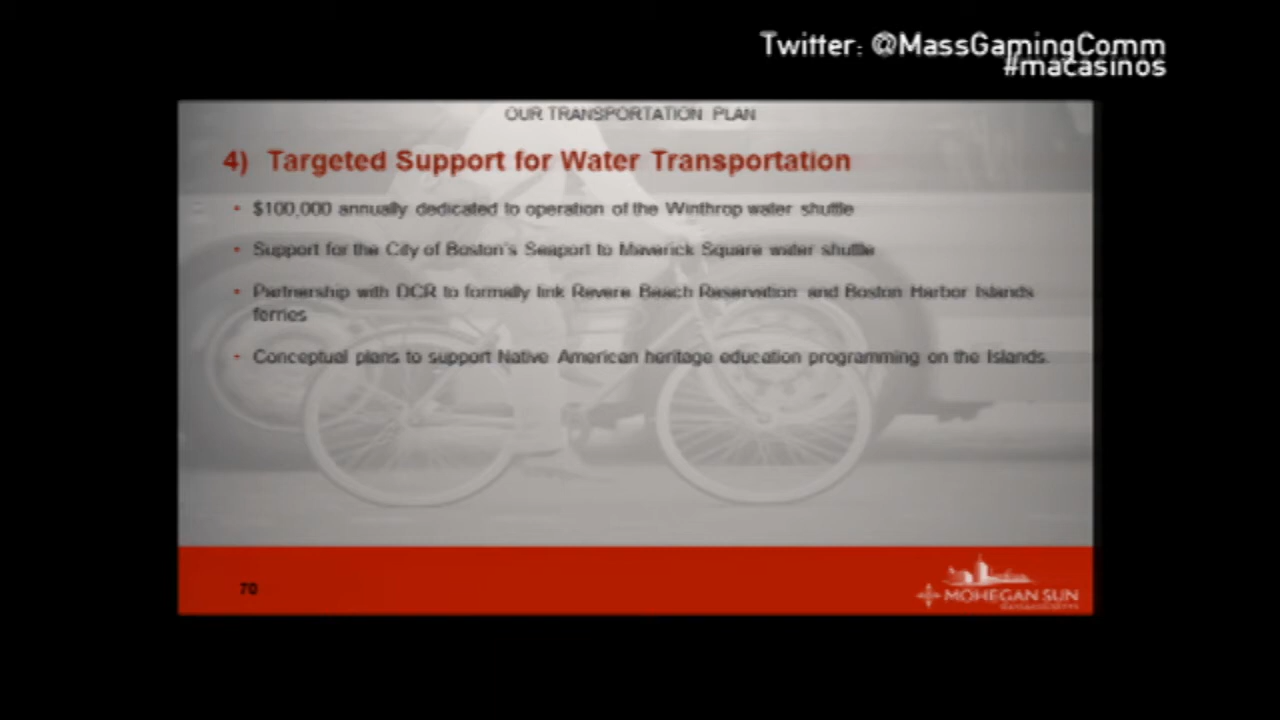 Twitter: @MassGamingComm
#macasinos
OUR TRANSPORTATION PLAN
4) Targeted Support for Water Transportation
• $100,000 annually dedicated to operation of the Winthrop water shuttle
• Support for the City of Boston's Seaport to Maverick Square water shuttle
• Partnership with DCR to formally link Revere Beach Reservation and Boston Harbor Islands
ferries
• Conceptual plans to support Native American heritage education programming on the Islands.
70
MOHEGAN SUN